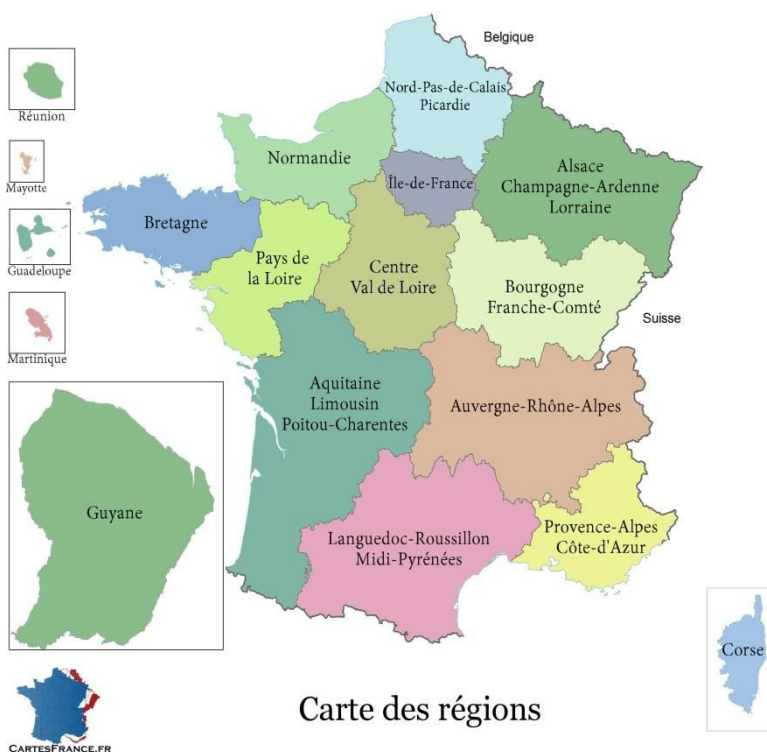 Belgique
Nord-Pas-de-Calais
Picardie
Réunion
Normandie
Île-de-France
Alsace
Champagne-Ardenne
Lorraine
Mayotte
Bretagne
Guadeloupe
Pays de
la Loire
Centre
Val de Loire
Bourgogne
Franche-Comté
Suisse
Martinique
Aquitaine
Limousin
Poitou-Charentes
Auvergne-Rhône-Alpes
Guyane
Languedoc-Roussillon
Midi-Pyrénées
Provence-Alpes
Côte-d'Azur
Corse
Carte des régions
CARTESFRANCE.FR